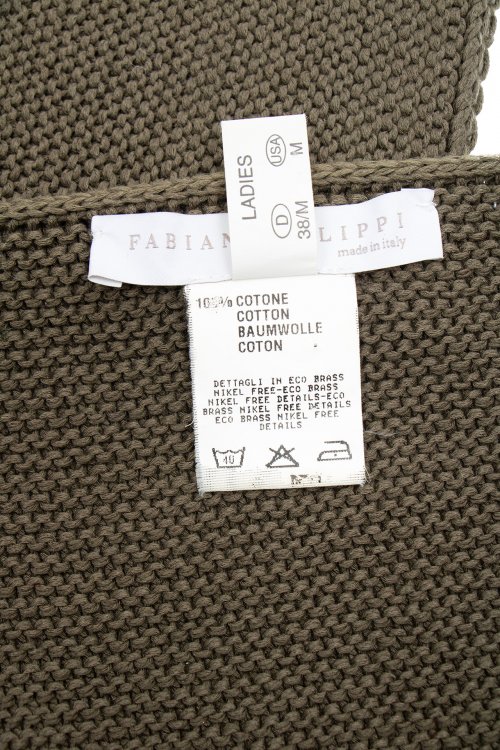 LADIES
USA M
D 38/M
FABIAN LIPPI
made in italy
100% COTONE
COTTON
BAUMWOLLE
COTON
DETTAGLI IN ECO BRASS
NIKEL FREE-ECO BRASS
NIKEL FREE DETAILS-ECO
BRASS NIKEL FREE DETAILS
ECO BRASS NIKEL FREE
DETAILS
40